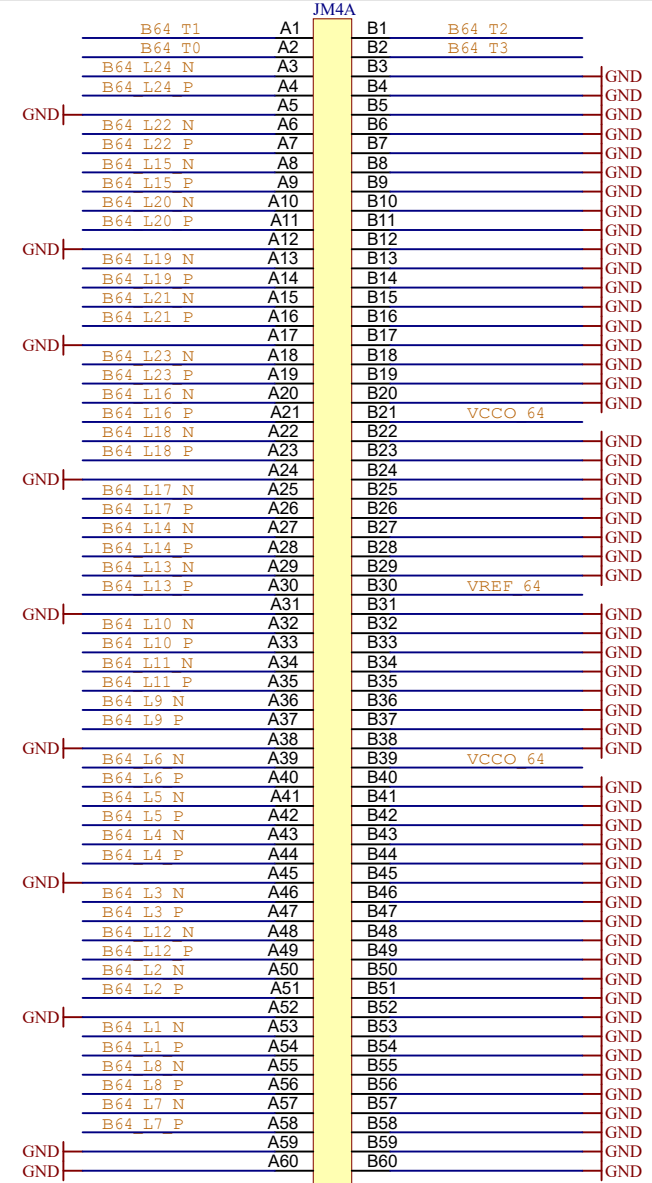 JM4A
B64_T1 A1 B1 B64_T2
B64_T0 A2 B2 B64_T3
B64_L24_N A3 B3 GND
B64_L24_P A4 B4 GND
GND A5 B5 GND
B64_L22_N A6 B6 GND
B64_L22_P A7 B7 GND
B64_L15_N A8 B8 GND
B64_L15_P A9 B9 GND
B64_L20_N A10 B10 GND
B64_L20_P A11 B11 GND
GND A12 B12 GND
B64_L19_N A13 B13 GND
B64_L19_P A14 B14 GND
B64_L21_N A15 B15 GND
B64_L21_P A16 B16 GND
GND A17 B17 GND
B64_L23_N A18 B18 GND
B64_L23_P A19 B19 GND
B64_L16_N A20 B20 GND
B64_L16_P A21 B21 VCCO_64
B64_L18_N A22 B22 GND
B64_L18_P A23 B23 GND
GND A24 B24 GND
B64_L17_N A25 B25 GND
B64_L17_P A26 B26 GND
B64_L14_N A27 B27 GND
B64_L14_P A28 B28 GND
B64_L13_N A29 B29 GND
B64_L13_P A30 B30 VREF_64
GND A31 B31 GND
B64_L10_N A32 B32 GND
B64_L10_P A33 B33 GND
B64_L11_N A34 B34 GND
B64_L11_P A35 B35 GND
B64_L9_N A36 B36 GND
B64_L9_P A37 B37 GND
GND A38 B38 GND
B64_L6_N A39 B39 VCCO_64
B64_L6_P A40 B40 GND
B64_L5_N A41 B41 GND
B64_L5_P A42 B42 GND
B64_L4_N A43 B43 GND
B64_L4_P A44 B44 GND
GND A45 B45 GND
B64_L3_N A46 B46 GND
B64_L3_P A47 B47 GND
B64_L12_N A48 B48 GND
B64_L12_P A49 B49 GND
B64_L2_N A50 B50 GND
B64_L2_P A51 B51 GND
GND A52 B52 GND
B64_L1_N A53 B53 GND
B64_L1_P A54 B54 GND
B64_L8_N A55 B55 GND
B64_L8_P A56 B56 GND
B64_L7_N A57 B57 GND
B64_L7_P A58 B58 GND
GND A59 B59 GND
GND A60 B60 GND